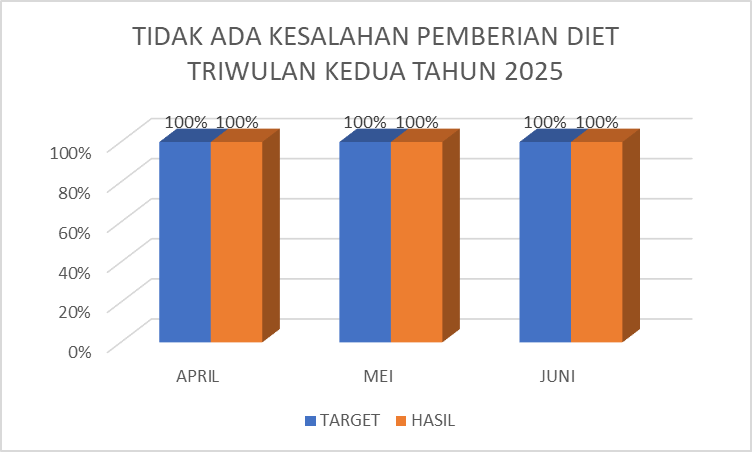 TIDAK ADA KESALAHAN PEMBERIAN DIET
TRIWULAN KEDUA TAHUN 2025
100% 100% 100% 100% 100% 100%
100%
80%
60%
40%
20%
0%
APRIL MEI JUNI
TARGET HASIL